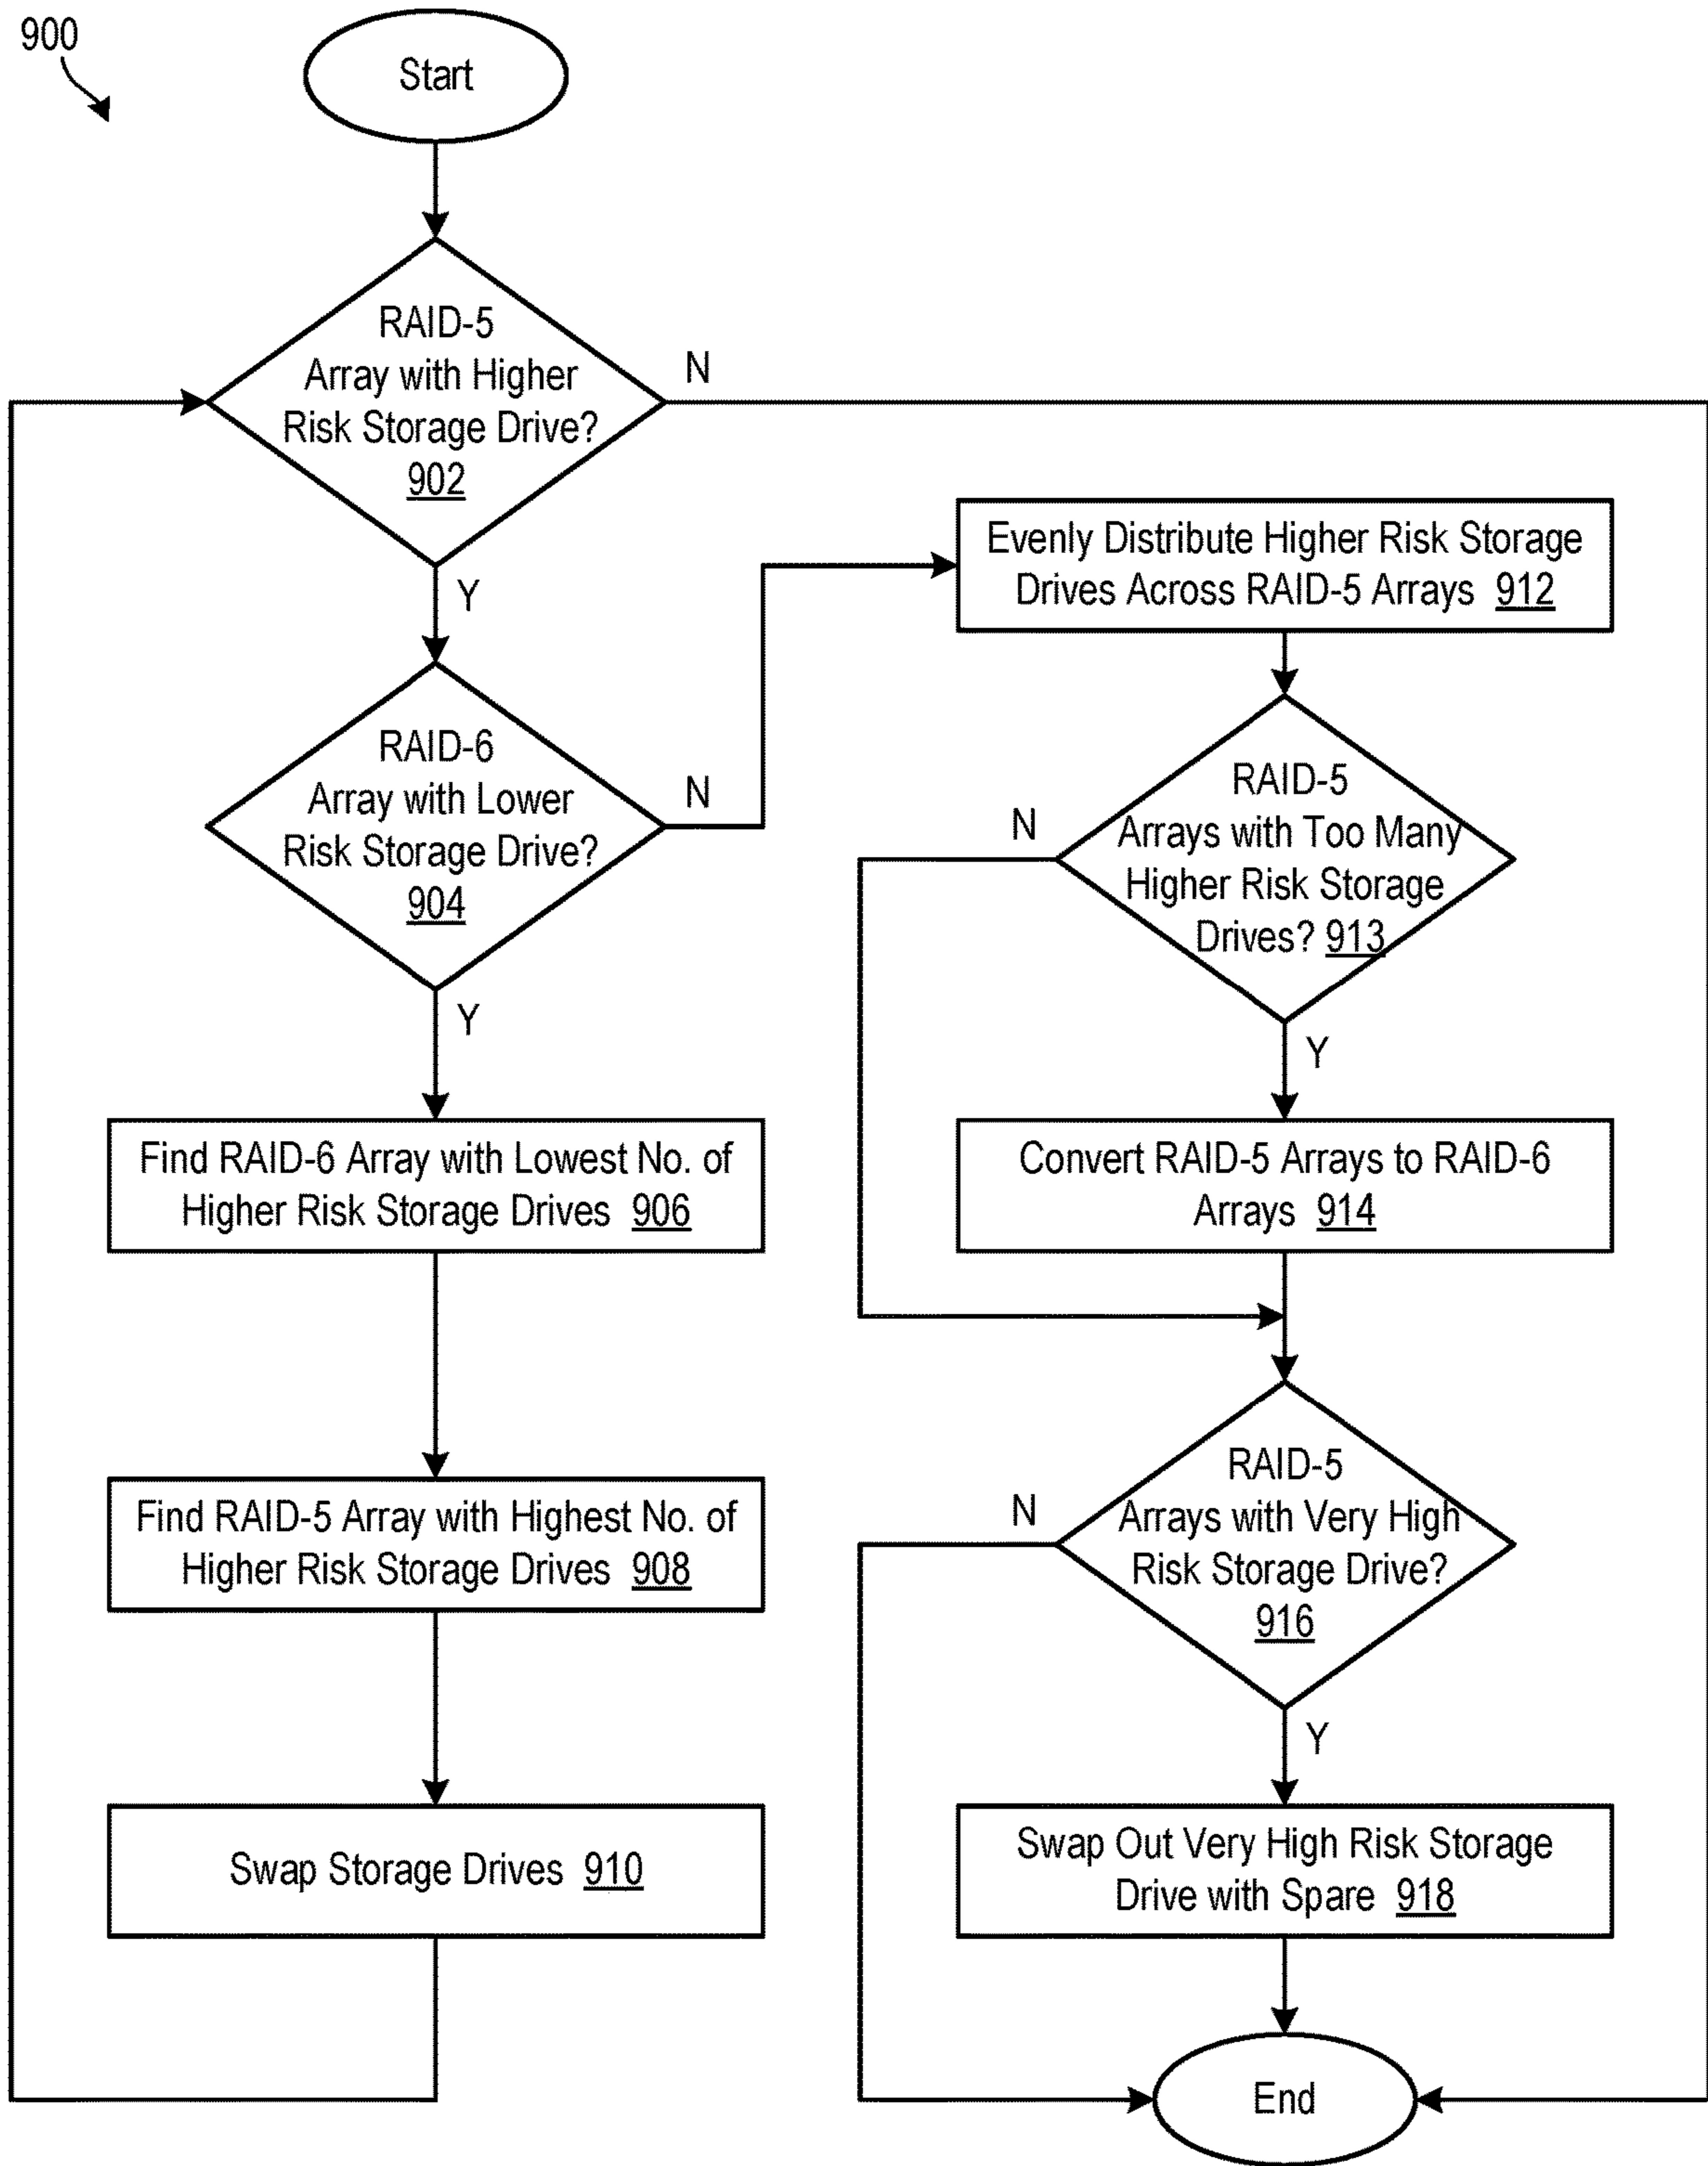 900
Start
RAID-5
Array with Higher
Risk Storage Drive?
902
N
Y
RAID-6
Array with Lower
Risk Storage Drive?
904
N
Y
Find RAID-6 Array with Lowest No. of
Higher Risk Storage Drives 906
Find RAID-5 Array with Highest No. of
Higher Risk Storage Drives 908
Swap Storage Drives 910
Evenly Distribute Higher Risk Storage
Drives Across RAID-5 Arrays 912
RAID-5
Arrays with Too Many
Higher Risk Storage
Drives? 913
N
Y
Convert RAID-5 Arrays to RAID-6
Arrays 914
RAID-5
Arrays with Very High
Risk Storage Drive?
916
N
Y
Swap Out Very High Risk Storage
Drive with Spare 918
End